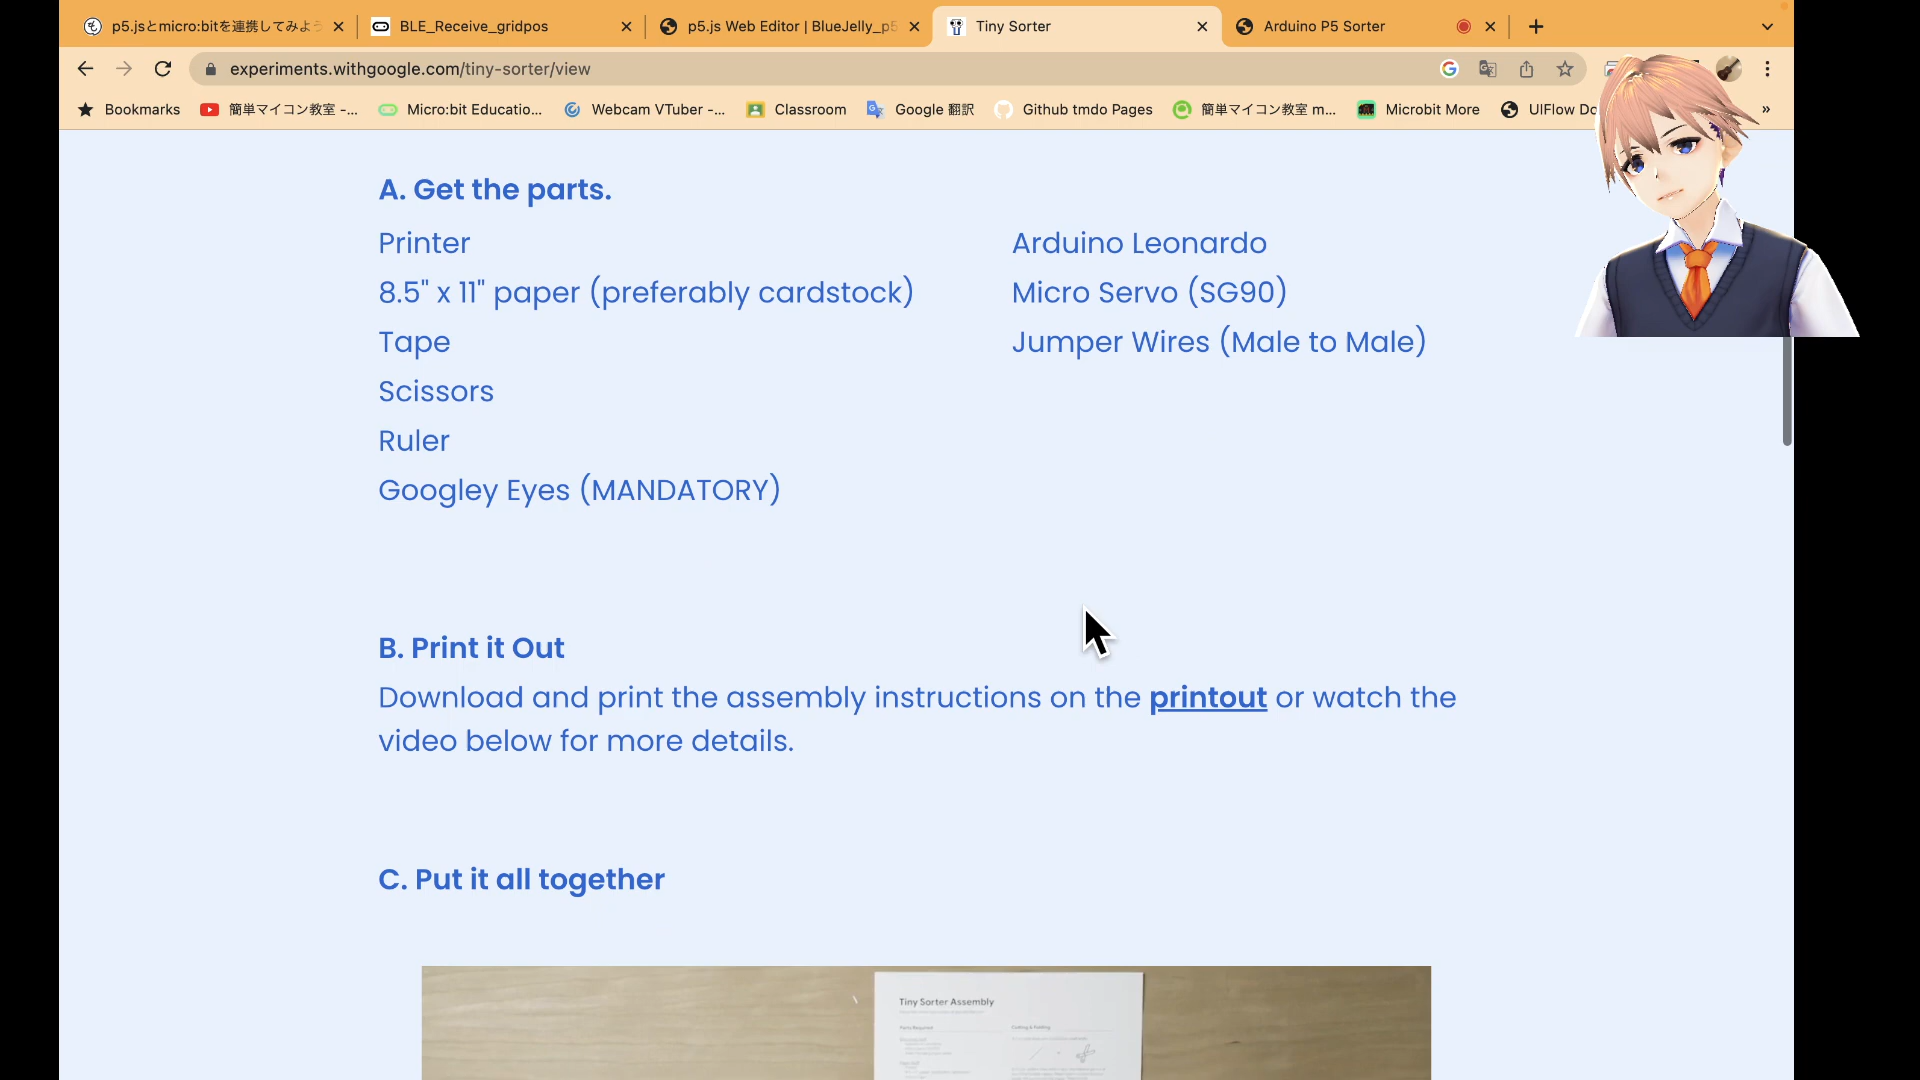 p5.jsとmicro:bitを連携してみよう
BLE_Receive_gridpos
p5.js Web Editor | BlueJelly_p5
Tiny Sorter
Arduino P5 Sorter
experiments.withgoogle.com/tiny-sorter/view
Bookmarks
簡単マイコン教室 -...
Micro:bit Educatio...
Webcam VTuber -...
Classroom
Google 翻訳
Github tmdo Pages
簡単マイコン教室 m...
Microbit More
UIFlow Do
»
A. Get the parts.
Printer
8.5" x 11" paper (preferably cardstock)
Tape
Scissors
Ruler
Googley Eyes (MANDATORY)
Arduino Leonardo
Micro Servo (SG90)
Jumper Wires (Male to Male)
B. Print it Out
Download and print the assembly instructions on the printout or watch the
video below for more details.
C. Put it all together
Tiny Sorter Assembly
Parts Required
Cutting & Folding